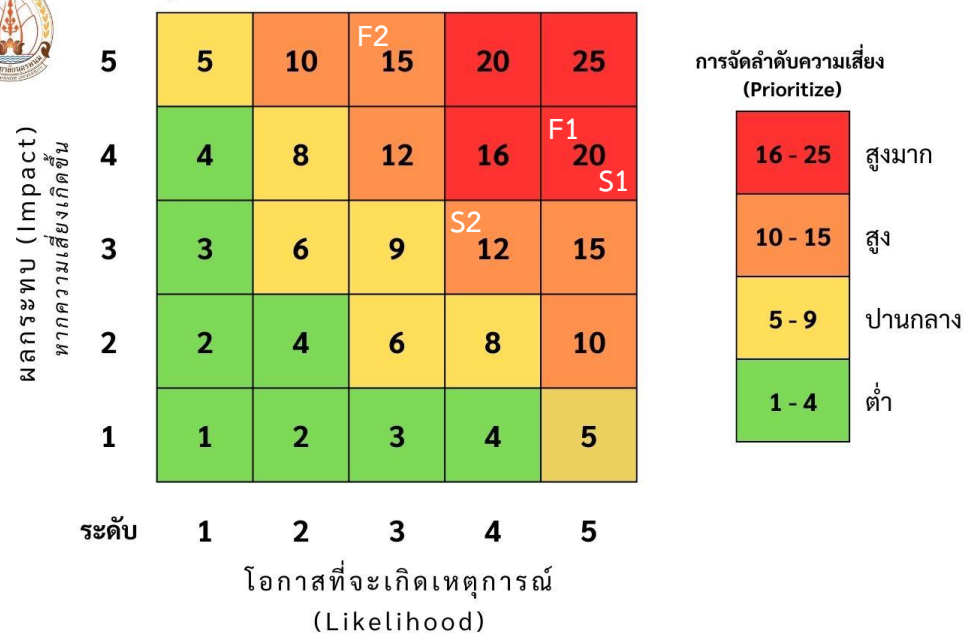 ผลกระทบ (Impact)
หากความเสี่ยงเกิดขึ้น
5 5 10 F2 15 20 25
4 4 8 12 16 F1 20 S1
3 3 6 9 S2 12 15
2 2 4 6 8 10
1 1 2 3 4 5
ระดับ 1 2 3 4 5
โอกาสที่จะเกิดเหตุการณ์
(Likelihood)
การจัดลำดับความเสี่ยง
(Prioritize)
16 - 25 สูงมาก
10 - 15 สูง
5 - 9 ปานกลาง
1 - 4 ต่ำ